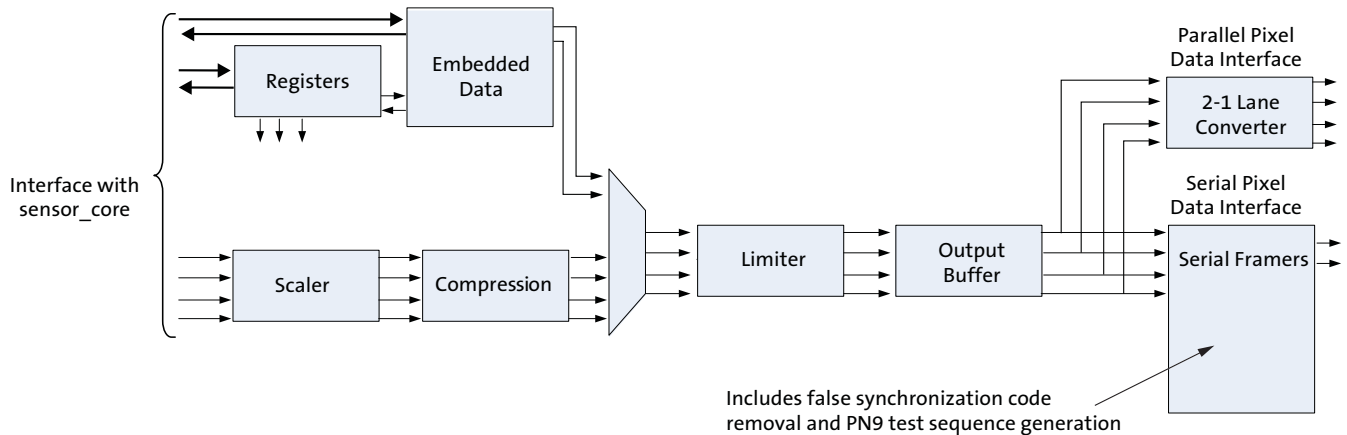 Interface with
sensor_core
Registers
Embedded
Data
Scaler
Compression
Limiter
Output
Buffer
Parallel Pixel
Data Interface
2-1 Lane
Converter
Serial Pixel
Data Interface
Serial Framers
Includes false synchronization code
removal and PN9 test sequence generation